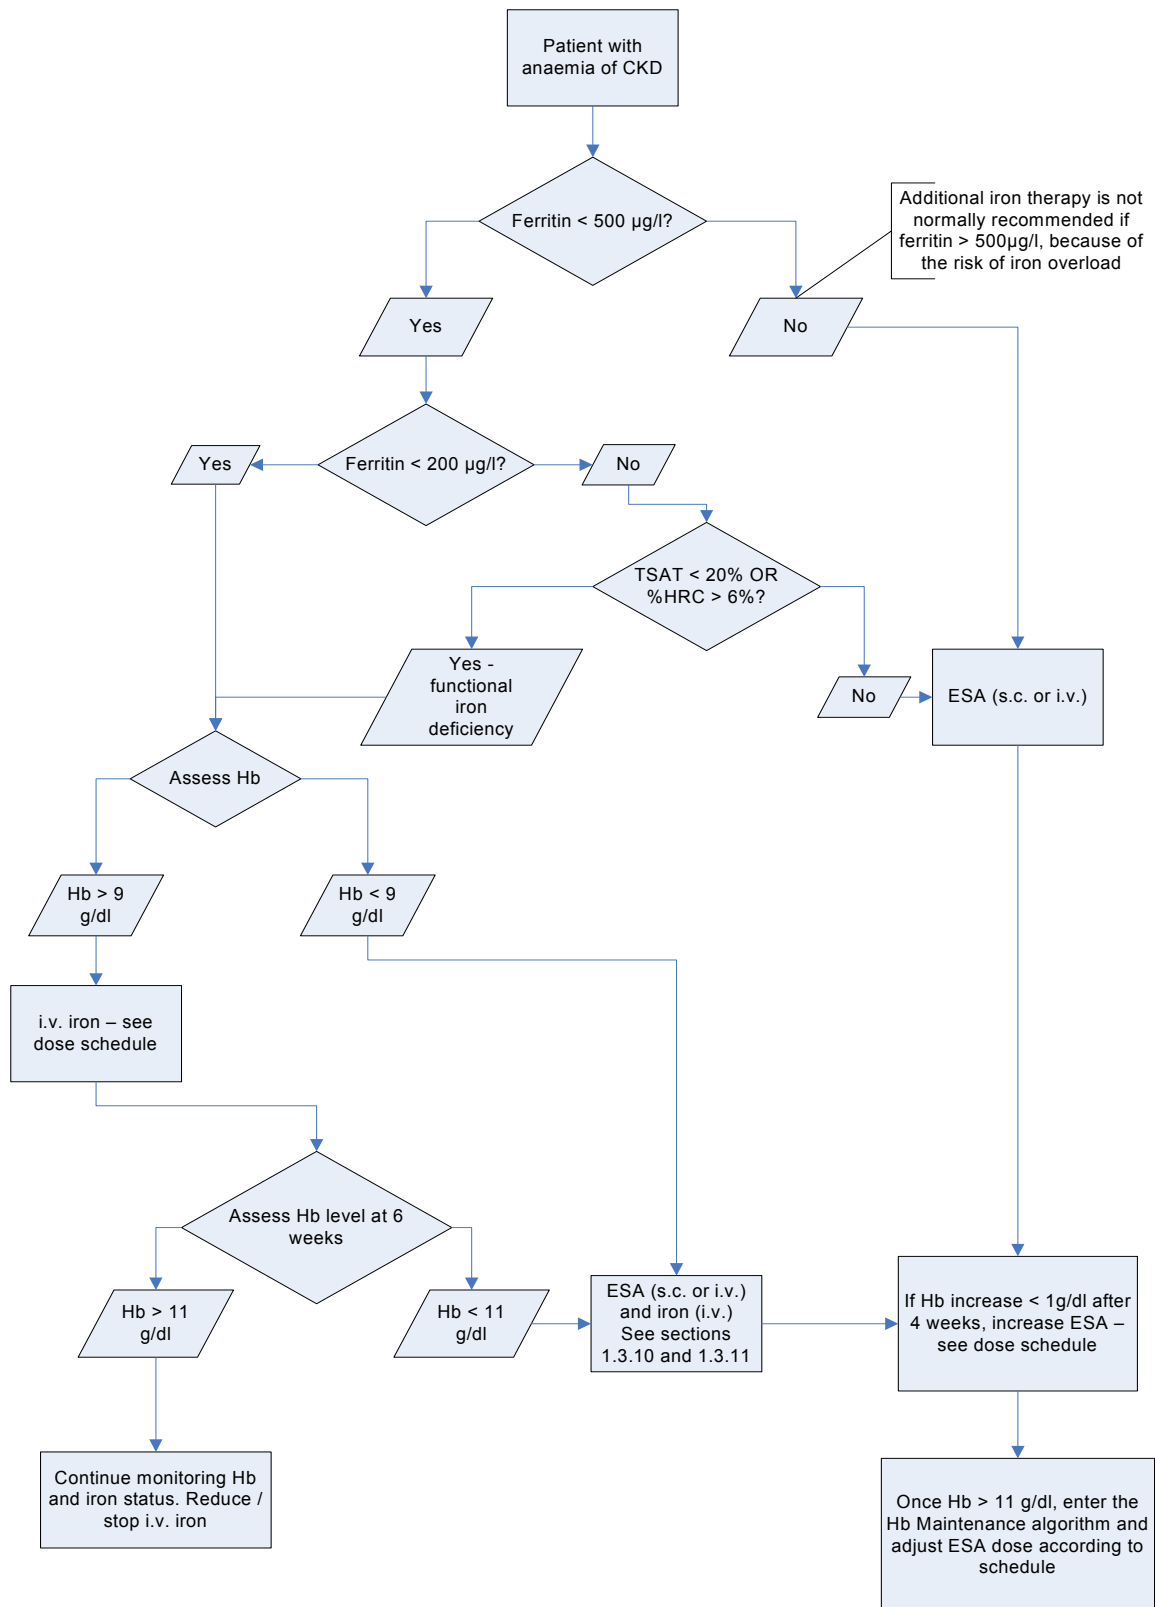 Patient with
anaemia of CKD
Ferritin < 500 µg/l?
Additional iron therapy is not
normally recommended if
ferritin > 500µg/l, because of
the risk of iron overload
Yes
No
Ferritin < 200 µg/l?
Yes
No
TSAT < 20% OR
%HRC > 6%?
Yes -
functional
iron
deficiency
No
ESA (s.c. or i.v.)
Assess Hb
Hb > 9
g/dl
Hb < 9
g/dl
i.v. iron – see
dose schedule
Assess Hb level at 6
weeks
Hb > 11
g/dl
Hb < 11
g/dl
ESA (s.c. or i.v.)
and iron (i.v.)
See sections
1.3.10 and 1.3.11
If Hb increase < 1g/dl after
4 weeks, increase ESA –
see dose schedule
Continue monitoring Hb
and iron status. Reduce /
stop i.v. iron
Once Hb > 11 g/dl, enter the
Hb Maintenance algorithm and
adjust ESA dose according to
schedule